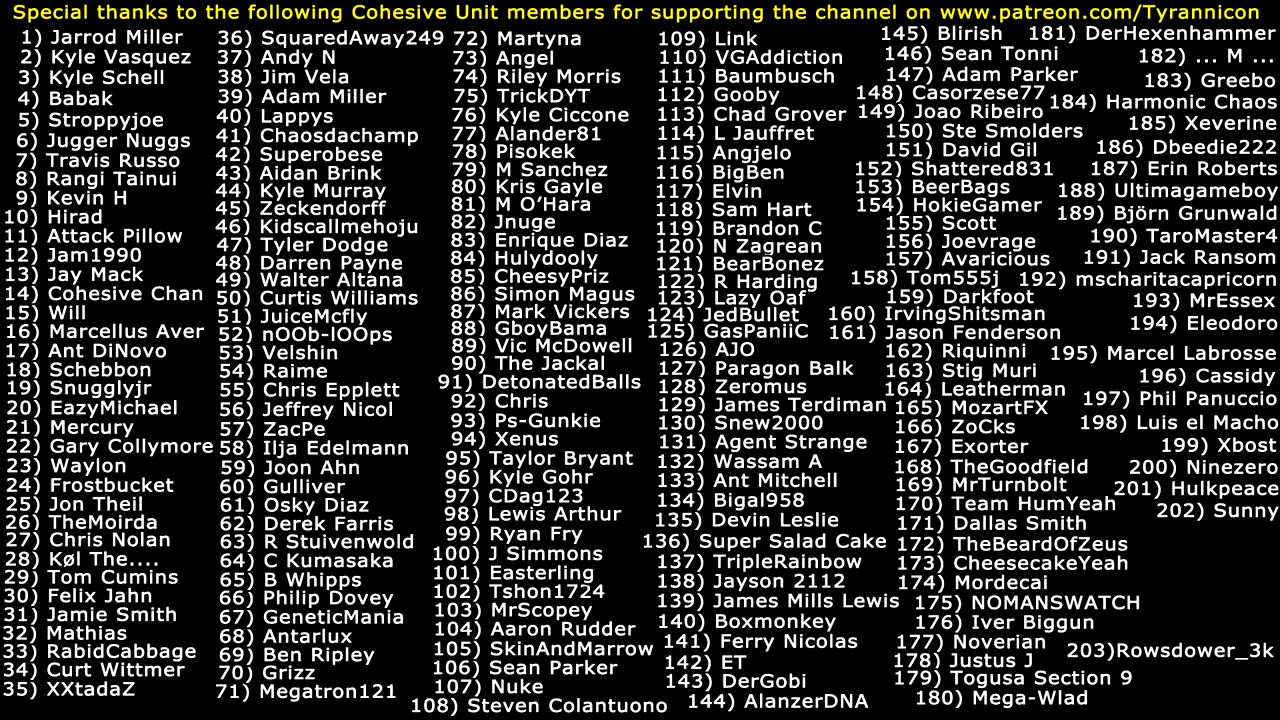 Special thanks to the following Cohesive Unit members for supporting the channel on www.patreon.com/Tyrannicon
1) Jarrod Miller
2) Kyle Vasquez
3) Kyle Schell
4) Babak
5) Stroppyjoe
6) Jugger Nuggs
7) Travis Russo
8) Rangi Tainui
9) Kevin H
10) Hirad
11) Attack Pillow
12) Jam1990
13) Jay Mack
14) Cohesive Chan
15) Will
16) Marcellus Aver
17) Ant DiNovo
18) Schebbon
19) Snugglyjr
20) EazyMichael
21) Mercury
22) Gary Collymore
23) Waylon
24) Frostbucket
25) Jon Theil
26) TheMoirda
27) Chris Nolan
28) Køl The....
29) Tom Cumins
30) Felix Jahn
31) Jamie Smith
32) Mathias
33) RabidCabbage
34) Curt Wittmer
35) XXtadaZ
36) SquaredAway249
37) Andy N
38) Jim Vela
39) Adam Miller
40) Lappys
41) Chaosdachamp
42) Superobese
43) Aidan Brink
44) Kyle Murray
45) Zeckendorff
46) Kidscallmehoju
47) Tyler Dodge
48) Darren Payne
49) Walter Altana
50) Curtis Williams
51) JuiceMcfly
52) nOOb-lOOps
53) Velshin
54) Raime
55) Chris Epplett
56) Jeffrey Nicol
57) ZacPe
58) Ilja Edelmann
59) Joon Ahn
60) Gulliver
61) Osky Diaz
62) Derek Farris
63) R Stuivenwold
64) C Kumasaka
65) B Whipps
66) Philip Dovey
67) GeneticMania
68) Antarlux
69) Ben Ripley
70) Grizz
71) Megatron121
72) Martyna
73) Angel
74) Riley Morris
75) TrickDYT
76) Kyle Ciccone
77) Alander81
78) Pisokek
79) M Sanchez
80) Kris Gayle
81) M O'Hara
82) Jnuge
83) Enrique Diaz
84) Hulydooly
85) CheesyPriz
86) Simon Magus
87) Mark Vickers
88) GboyBama
89) Vic McDowell
90) The Jackal
91) DetonatedBalls
92) Chris
93) Ps-Gunkie
94) Xenus
95) Taylor Bryant
96) Kyle Gohr
97) CDag123
98) Lewis Arthur
99) Ryan Fry
100) J Simmons
101) Easterling
102) Tshon1724
103) MrScopey
104) Aaron Rudder
105) SkinAndMarrow
106) Sean Parker
107) Nuke
108) Steven Colantuono
109) Link
110) VGAddiction
111) Baumbusch
112) Gooby
113) Chad Grover
114) L Jauffret
115) Angjelo
116) BigBen
117) Elvin
118) Sam Hart
119) Brandon C
120) N Zagrean
121) BearBonez
122) R Harding
123) Lazy Oaf
124) JedBullet
125) GasPaniiC
126) AJO
127) Paragon Balk
128) Zeromus
129) James Terdiman
130) Snew2000
131) Agent Strange
132) Wassam A
133) Ant Mitchell
134) Bigal958
135) Devin Leslie
136) Super Salad Cake
137) TripleRainbow
138) Jayson 2112
139) James Mills Lewis
140) Boxmonkey
141) Ferry Nicolas
142) ET
143) DerGobi
144) AlanzerDNA
145) Blirish
146) Sean Tonni
147) Adam Parker
148) Casorzese77
149) Joao Ribeiro
150) Ste Smolders
151) David Gil
152) Shattered831
153) BeerBags
154) HokieGamer
155) Scott
156) Joevrage
157) Avaricious
158) Tom555j
159) Darkfoot
160) IrvingShitsman
161) Jason Fenderson
162) Riquinni
163) Stig Muri
164) Leatherman
165) MozartFX
166) ZoCks
167) Exorter
168) TheGoodfield
169) MrTurnbolt
170) Team HumYeah
171) Dallas Smith
172) TheBeardOfZeus
173) CheesecakeYeah
174) Mordecai
175) NOMANSWATCH
176) Iver Biggun
177) Noverian
178) Justus J
179) Togusa Section 9
180) Mega-Wlad
181) DerHexenhammer
182) ... M ...
183) Greebo
184) Harmonic Chaos
185) Xeverine
186) Dbeedie222
187) Erin Roberts
188) Ultimagameboy
189) Björn Grunwald
190) TaroMaster4
191) Jack Ransom
192) mscharitacapricorn
193) MrEssex
194) Eleodoro
195) Marcel Labrosse
196) Cassidy
197) Phil Panuccio
198) Luis el Macho
199) Xbost
200) Ninezero
201) Hulkpeace
202) Sunny
203)Rowsdower_3k